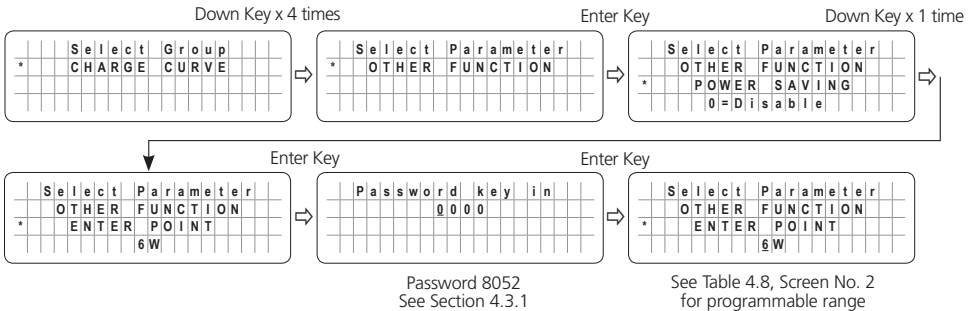 Down Key x 4 times
Enter Key
Down Key x 1 time
Select Group
* CHARGE CURVE
Select Parameter
* OTHER FUNCTION
Select Parameter
OTHER FUNCTION
* POWER SAVING
0=Disable
Enter Key
Enter Key
Select Parameter
OTHER FUNCTION
* ENTER POINT
6W
Password key in
0000
Select Parameter
OTHER FUNCTION
* ENTER POINT
6W
Password 8052
See Section 4.3.1
See Table 4.8, Screen No. 2
for programmable range